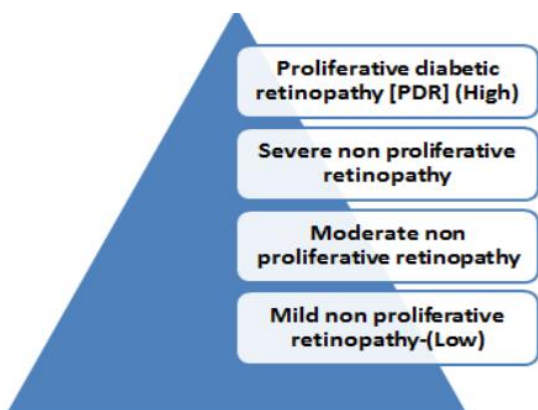 Proliferative diabetic
retinopathy [PDR] (High)
Severe non proliferative
retinopathy
Moderate non
proliferative retinopathy
Mild non proliferative
retinopathy-(Low)